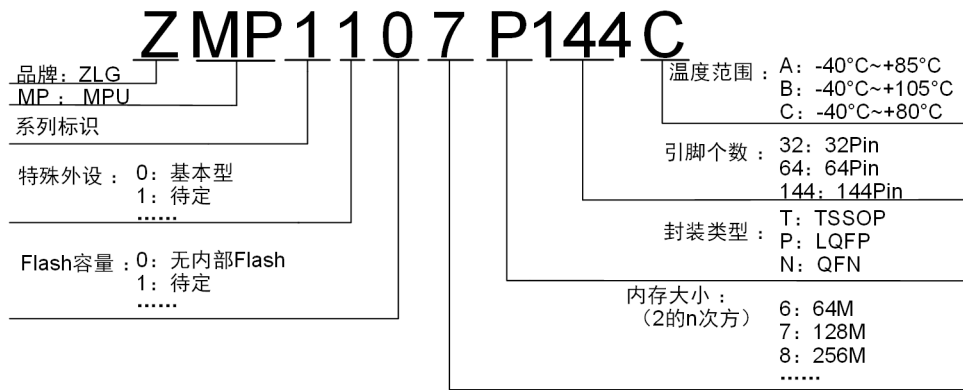 ZMP1107P144C
品牌：ZLG
MP： MPU
系列标识
特殊外设：0：基本型
1：待定
······
Flash容量：0：无内部Flash
1：待定
······
温度范围：A：-40°C~+85°C
B：-40°C~+105°C
C：-40°C~+80°C
引脚个数：32：32Pin
64：64Pin
144：144Pin
封装类型：T：TSSOP
P：LQFP
N：QFN
内存大小：
（2的n次方）
6：64M
7：128M
8：256M
······